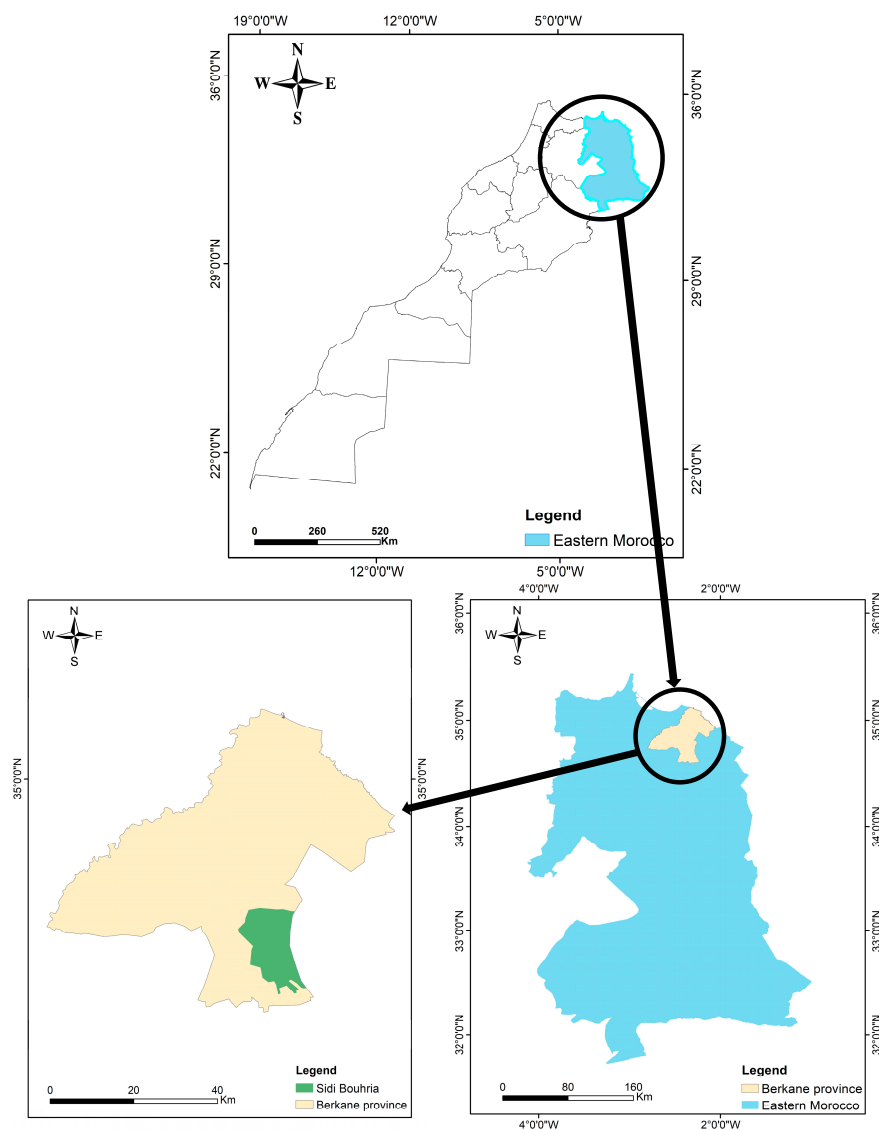 19°0'0"W 12°0'0"W 5°0'0"W
N
W E
S
36°0'0"N 36°0'0"N
29°0'0"N 29°0'0"N
22°0'0"N 22°0'0"N
Legend
Eastern Morocco
0 260 520
Km
12°0'0"W 5°0'0"W
N
W E
S
35°0'0"N 35°0'0"N
Legend
Sidi Bouhria
Berkane province
0 20 40
Km
4°0'0"W 2°0'0"W
N
W E
S
36°0'0"N 36°0'0"N
35°0'0"N 35°0'0"N
34°0'0"N 34°0'0"N
33°0'0"N 33°0'0"N
32°0'0"N 32°0'0"N
Legend
Berkane province
Eastern Morocco
0 80 160
Km
4°0'0"W 2°0'0"W